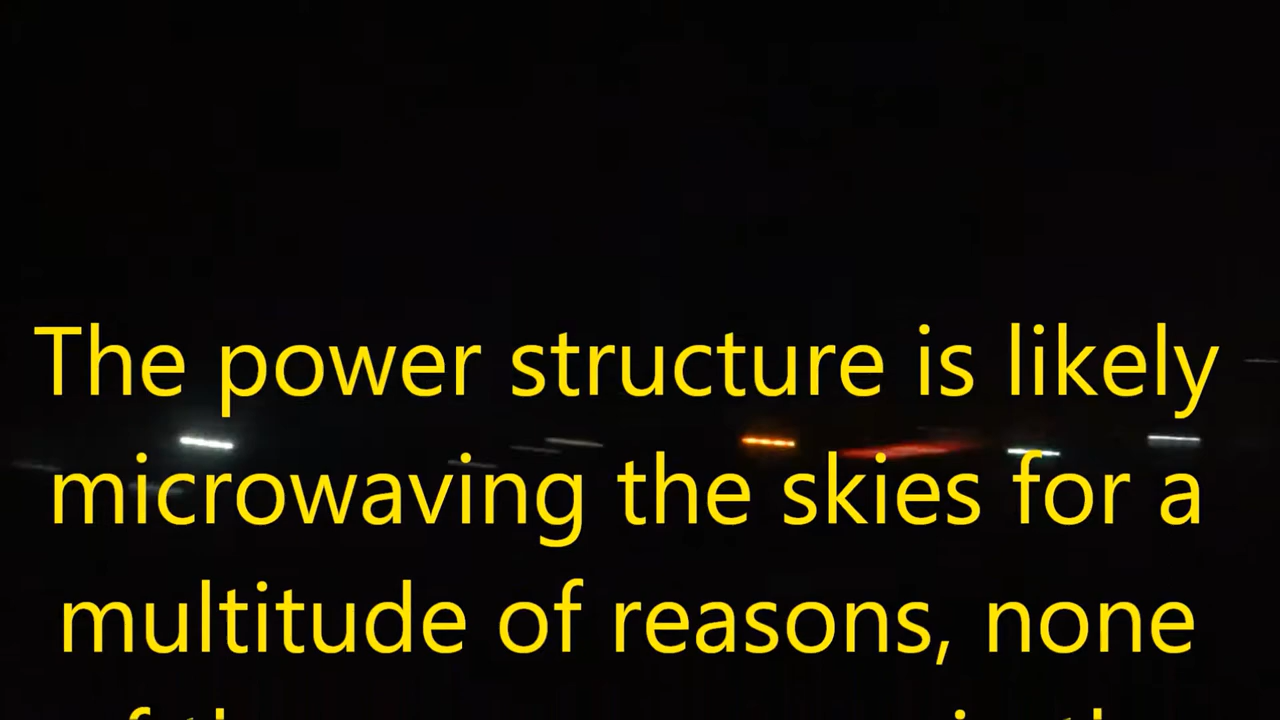 The power structure is likely
microwaving the skies for a
multitude of reasons, none